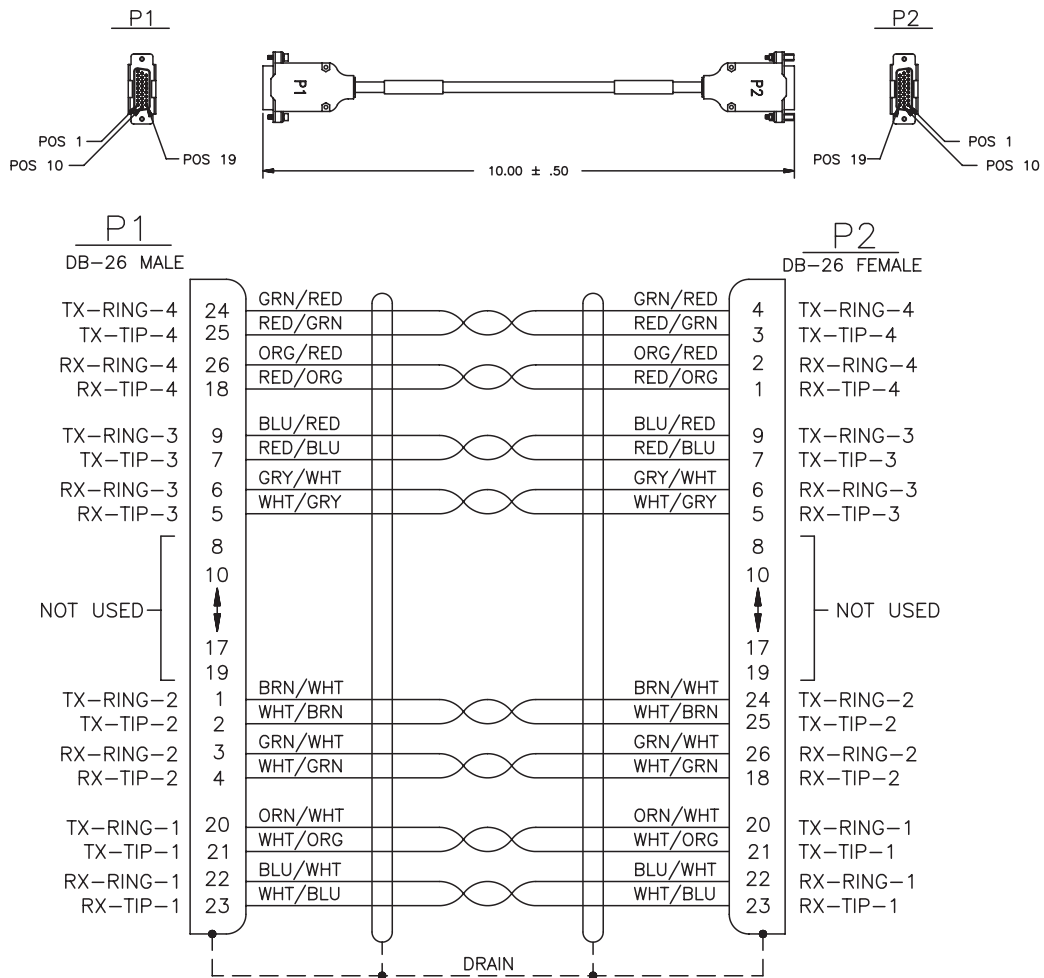 P1
P2
P1
P2
POS 1
POS 10
POS 19
POS 19
POS 1
POS 10
10.00 ± .50
P1
DB-26 MALE
P2
DB-26 FEMALE
TX-RING-4 24 GRN/RED GRN/RED 4 TX-RING-4
TX-TIP-4 25 RED/GRN RED/GRN 3 TX-TIP-4
RX-RING-4 26 ORG/RED ORG/RED 2 RX-RING-4
RX-TIP-4 18 RED/ORG RED/ORG 1 RX-TIP-4
TX-RING-3 9 BLU/RED BLU/RED 9 TX-RING-3
TX-TIP-3 7 RED/BLU RED/BLU 7 TX-TIP-3
RX-RING-3 6 GRY/WHT GRY/WHT 6 RX-RING-3
RX-TIP-3 5 WHT/GRY WHT/GRY 5 RX-TIP-3
8 8
10 10
NOT USED NOT USED
17 17
19 19
TX-RING-2 1 BRN/WHT BRN/WHT 24 TX-RING-2
TX-TIP-2 2 WHT/BRN WHT/BRN 25 TX-TIP-2
RX-RING-2 3 GRN/WHT GRN/WHT 26 RX-RING-2
RX-TIP-2 4 WHT/GRN WHT/GRN 18 RX-TIP-2
TX-RING-1 20 ORN/WHT ORN/WHT 20 TX-RING-1
TX-TIP-1 21 WHT/ORG WHT/ORG 21 TX-TIP-1
RX-RING-1 22 BLU/WHT BLU/WHT 22 RX-RING-1
RX-TIP-1 23 WHT/BLU WHT/BLU 23 RX-TIP-1
DRAIN